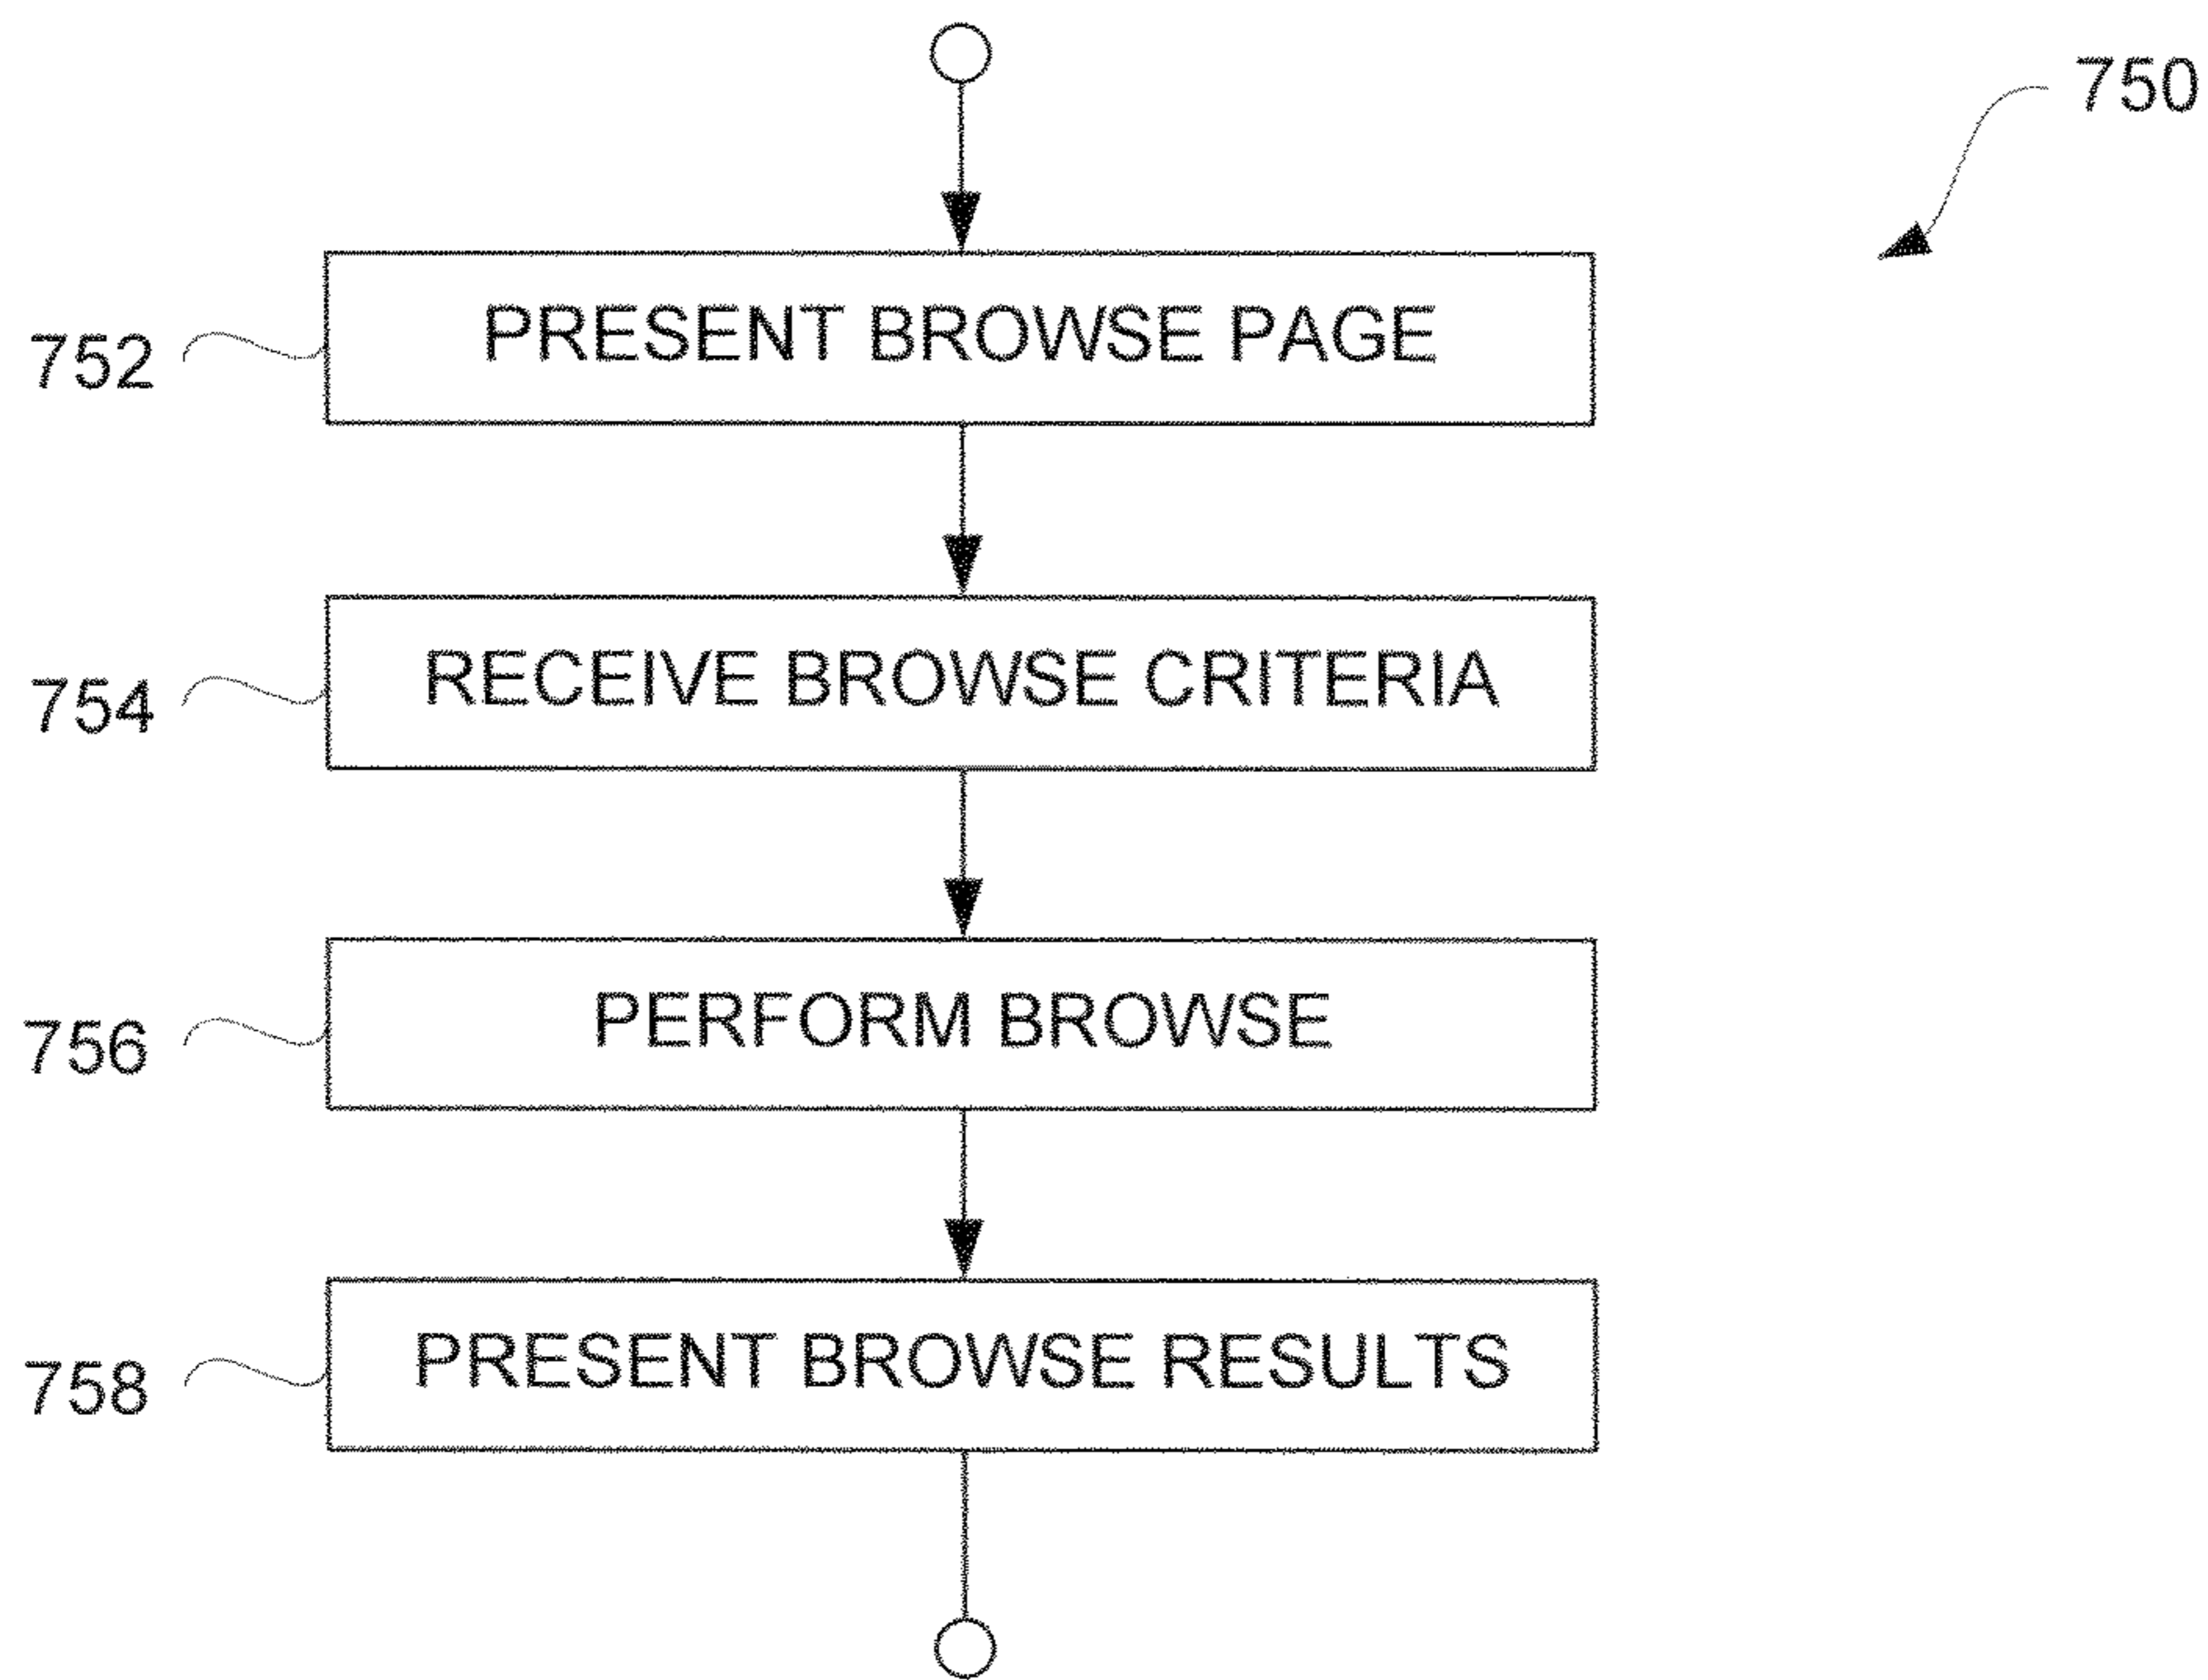 750
PRESENT BROWSE PAGE
752
RECEIVE BROWSE CRITERIA
754
PERFORM BROWSE
756
PRESENT BROWSE RESULTS
758